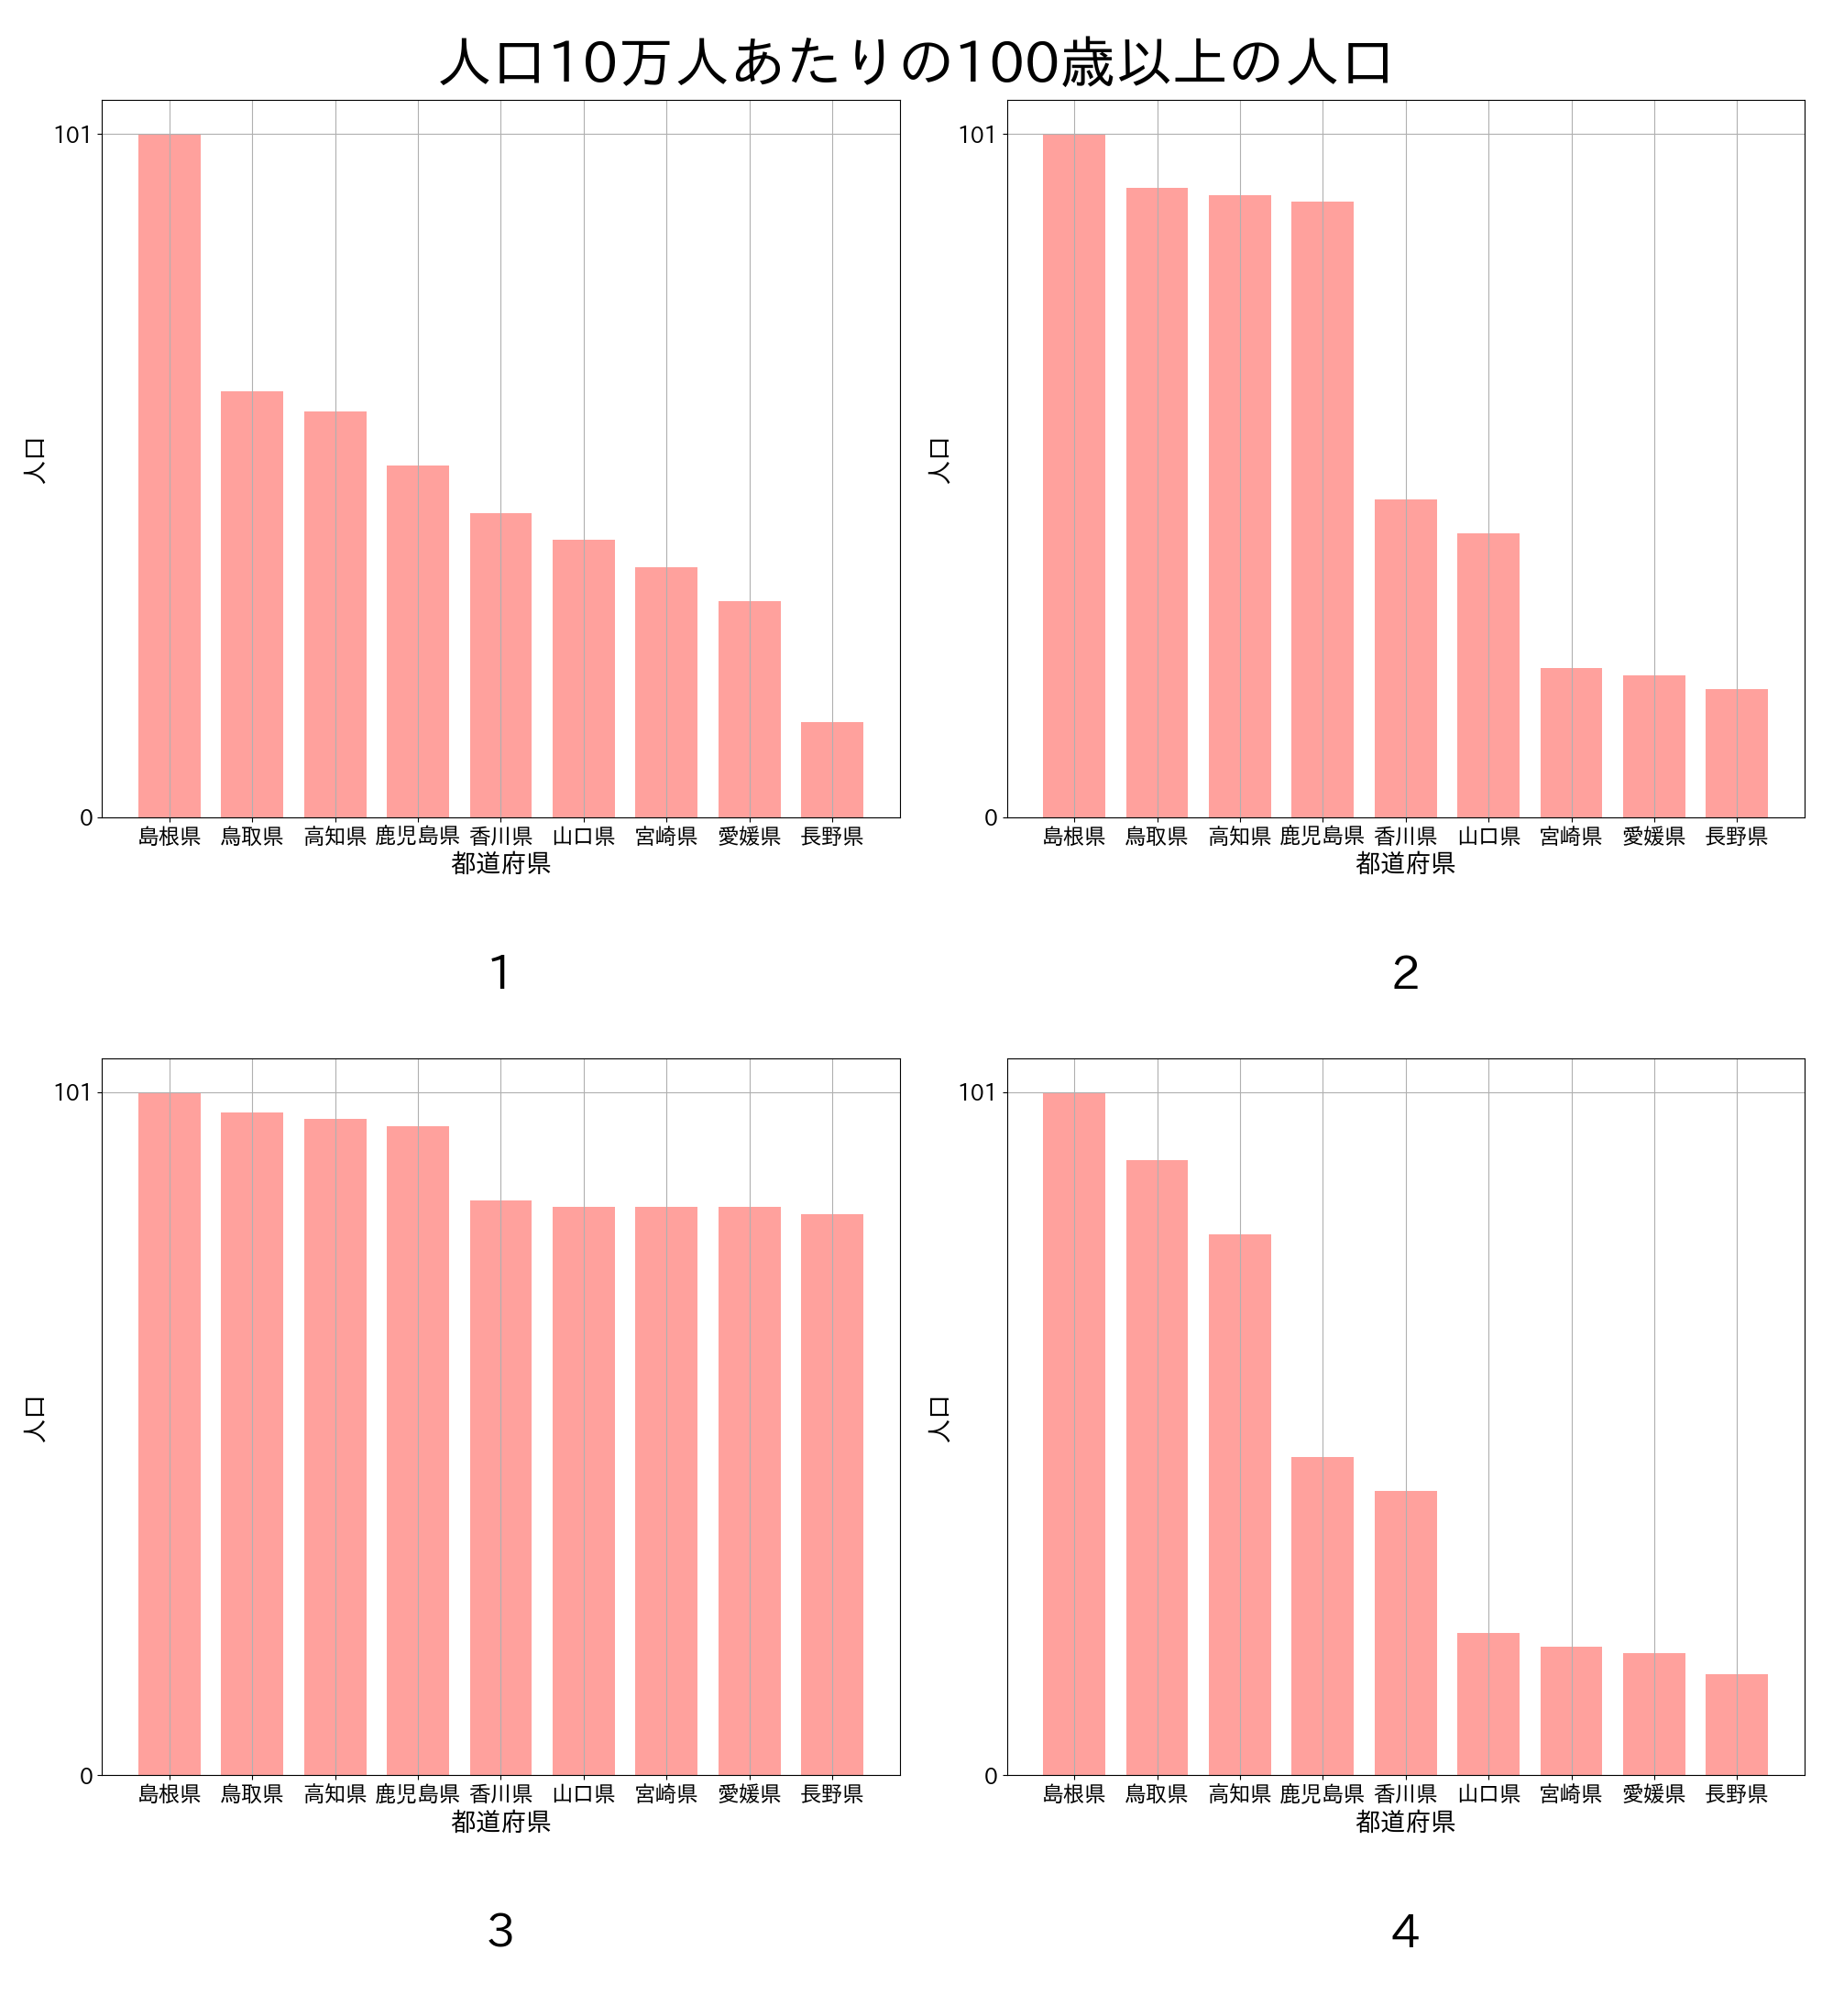 人口10万人あたりの100歳以上の人口
101
0
人口
島根県 鳥取県 高知県 鹿児島県 香川県 山口県 宮崎県 愛媛県 長野県
都道府県
1
101
0
人口
島根県 鳥取県 高知県 鹿児島県 香川県 山口県 宮崎県 愛媛県 長野県
都道府県
2
101
0
人口
島根県 鳥取県 高知県 鹿児島県 香川県 山口県 宮崎県 愛媛県 長野県
都道府県
3
101
0
人口
島根県 鳥取県 高知県 鹿児島県 香川県 山口県 宮崎県 愛媛県 長野県
都道府県
4